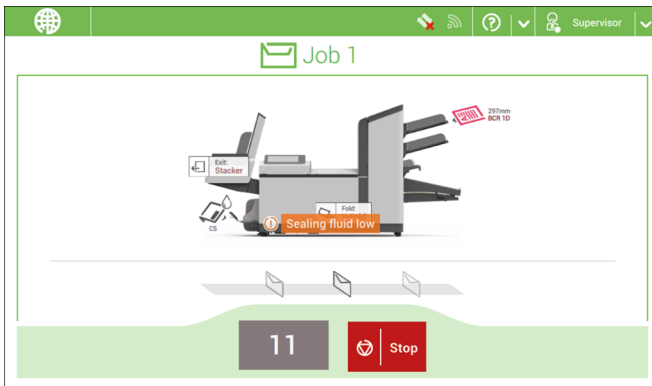 Supervisor
Job 1
297mm
BCR 1D
Exit:
Stacker
Fold:
C5
Sealing fluid low
11
Stop